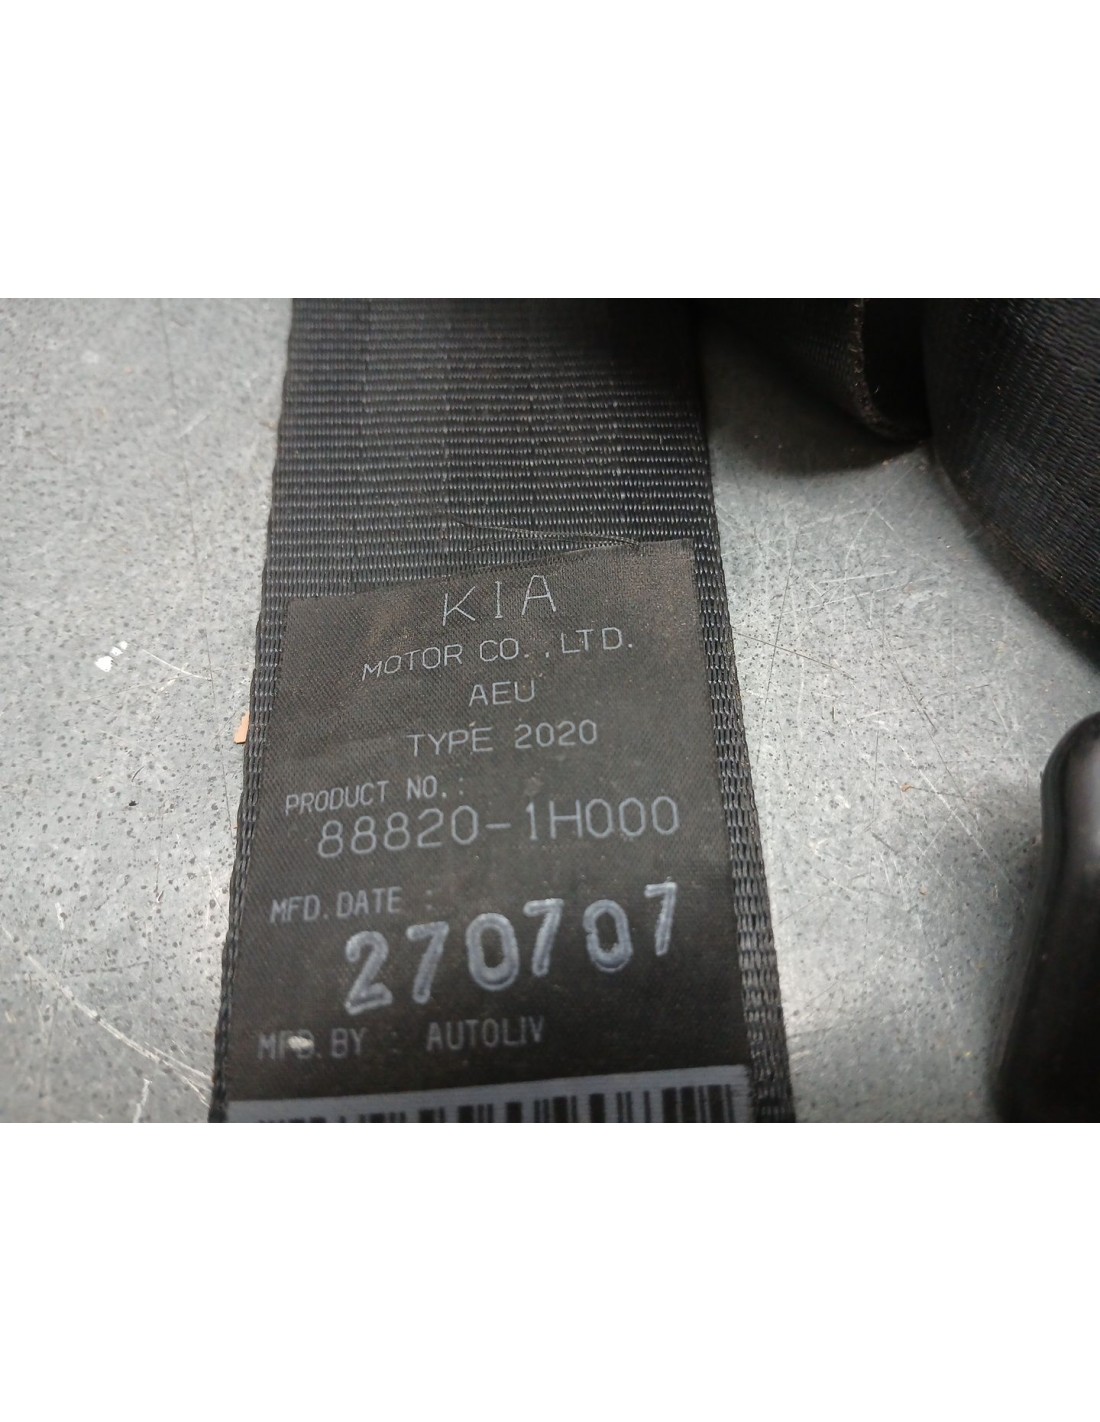 KIA
MOTOR CO.,LTD.
AEU
TYPE 2020
PRODUCT NO. :
88820-1H000
MFD. DATE :
270707
MFD. BY : AUTOLIV